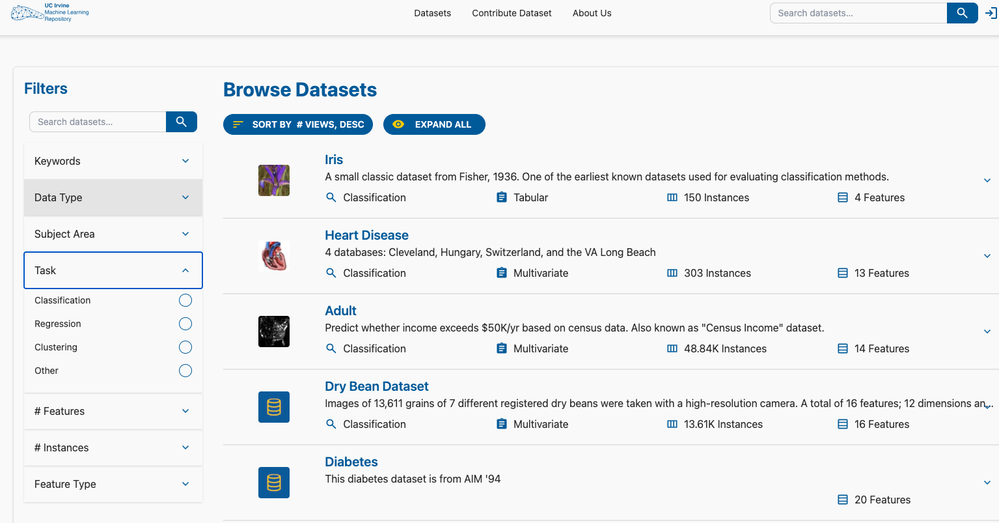 UC Irvine
Machine Learning
Repository
Datasets
Contribute Dataset
About Us
Search datasets...
Filters
Search datasets...
Keywords
Data Type
Subject Area
Task
Classification
Regression
Clustering
Other
# Features
# Instances
Feature Type
Browse Datasets
SORT BY # VIEWS, DESC
EXPAND ALL
Iris
A small classic dataset from Fisher, 1936. One of the earliest known datasets used for evaluating classification methods.
Classification
Tabular
150 Instances
4 Features
Heart Disease
4 databases: Cleveland, Hungary, Switzerland, and the VA Long Beach
Classification
Multivariate
303 Instances
13 Features
Adult
Predict whether income exceeds $50K/yr based on census data. Also known as "Census Income" dataset.
Classification
Multivariate
48.84K Instances
14 Features
Dry Bean Dataset
Images of 13,611 grains of 7 different registered dry beans were taken with a high-resolution camera. A total of 16 features; 12 dimensions an...
Classification
Multivariate
13.61K Instances
16 Features
Diabetes
This diabetes dataset is from AIM '94
20 Features